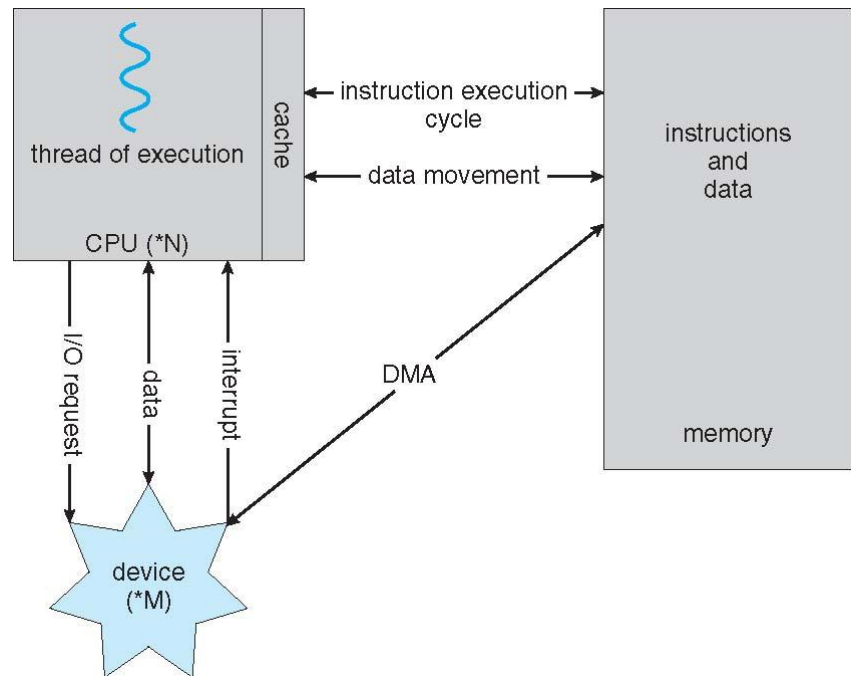 thread of execution
cache
CPU (*N)
instruction execution
cycle
data movement
instructions
and
data
I/O request
data
interrupt
DMA
memory
device
(*M)